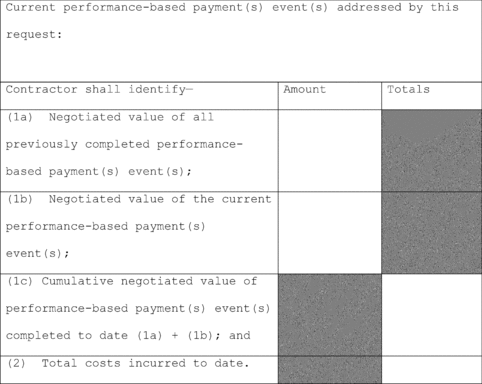 Current performance-based payment(s) event(s) addressed by this
request:
Contractor shall identify—
Amount
Totals
(1a) Negotiated value of all
previously completed performance-
based payment(s) event(s);
(1b) Negotiated value of the current
performance-based payment(s)
event(s);
(1c) Cumulative negotiated value of
performance-based payment(s) event(s)
completed to date (1a) + (1b); and
(2) Total costs incurred to date.